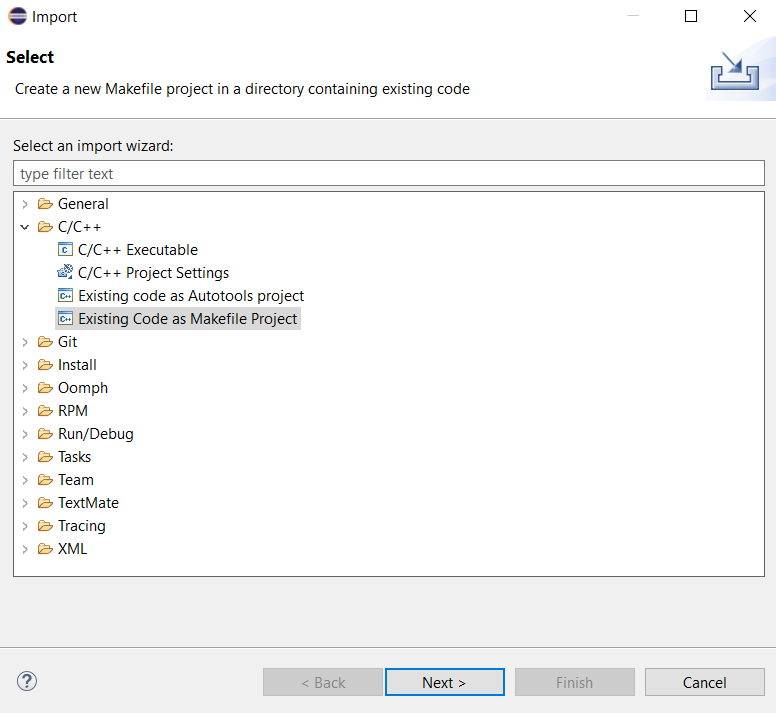 Import
Select
Create a new Makefile project in a directory containing existing code
Select an import wizard:
type filter text
General
C/C++
C/C++ Executable
C/C++ Project Settings
Existing code as Autotools project
Existing Code as Makefile Project
Git
Install
Oomph
RPM
Run/Debug
Tasks
Team
TextMate
Tracing
XML
? < Back Next > Finish Cancel